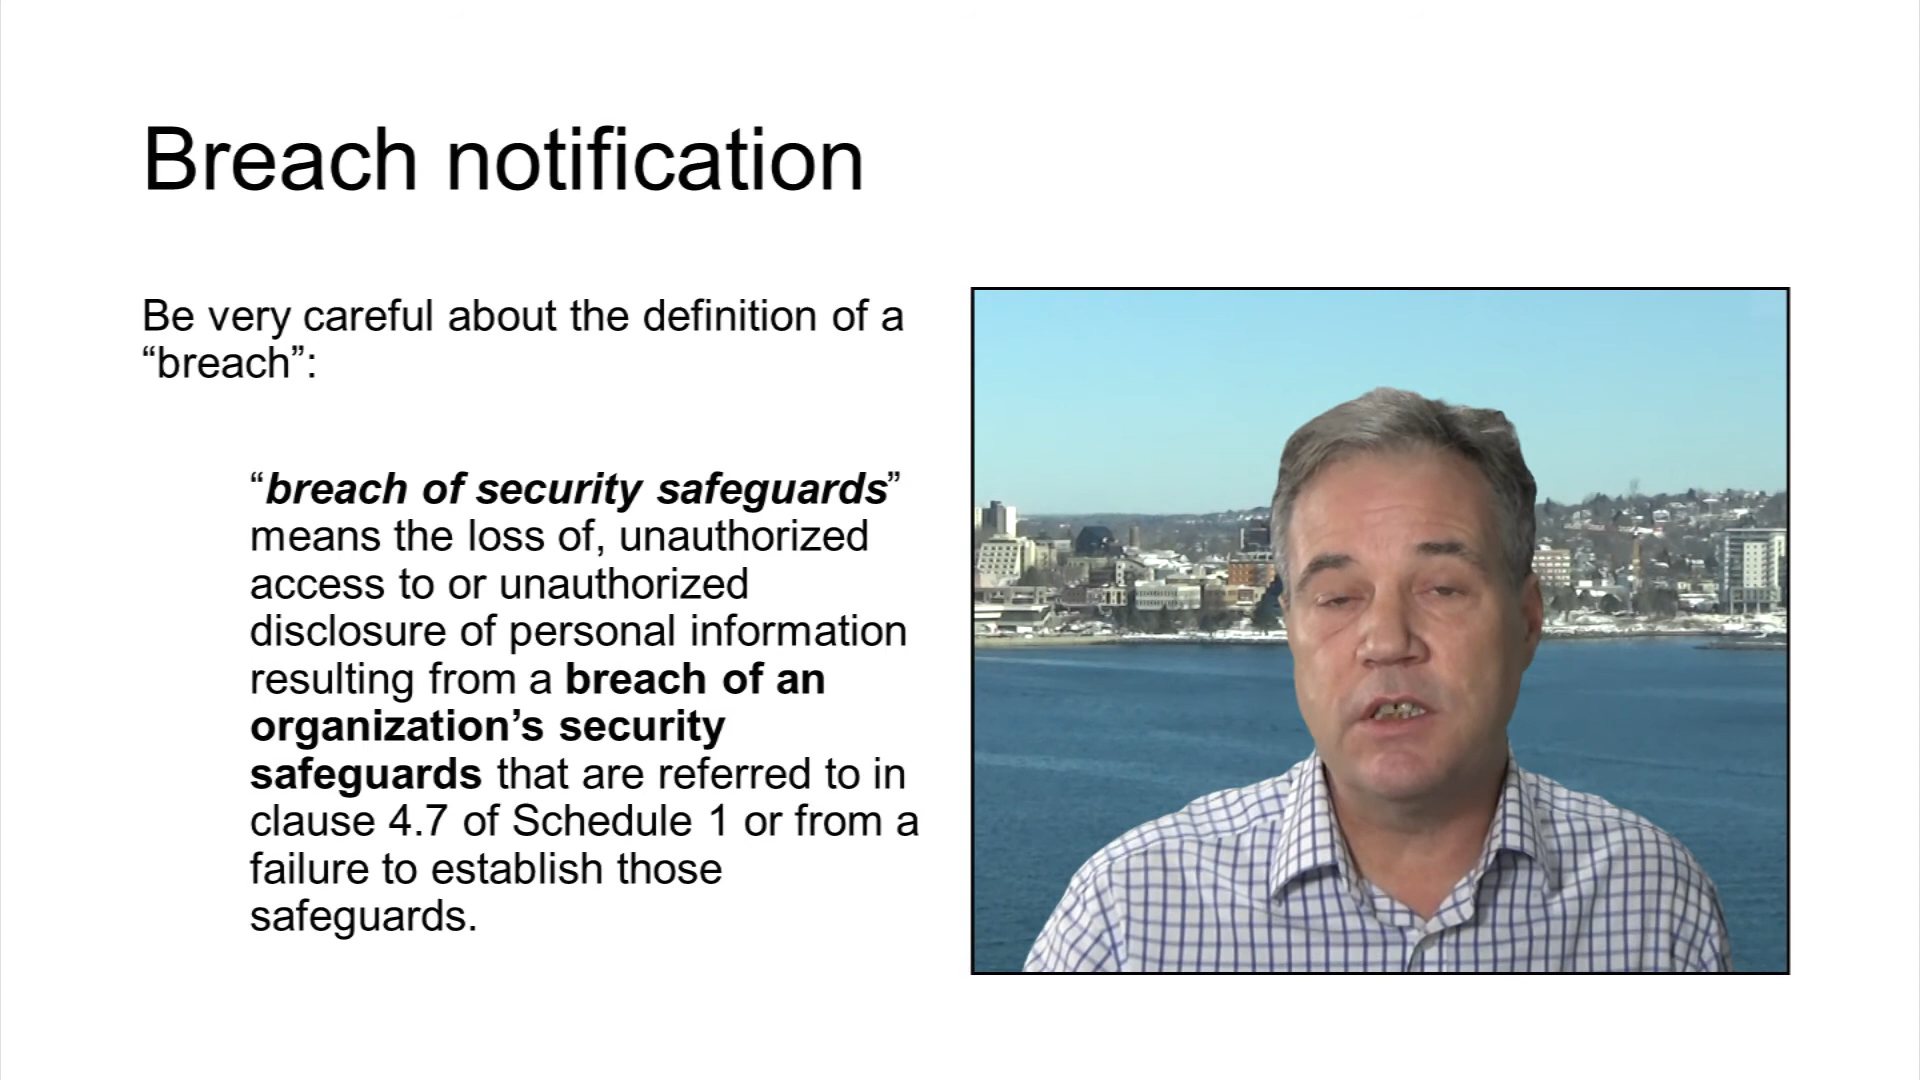 Breach notification
Be very careful about the definition of a
“breach”:
“breach of security safeguards”
means the loss of, unauthorized
access to or unauthorized
disclosure of personal information
resulting from a breach of an
organization’s security
safeguards that are referred to in
clause 4.7 of Schedule 1 or from a
failure to establish those
safeguards.